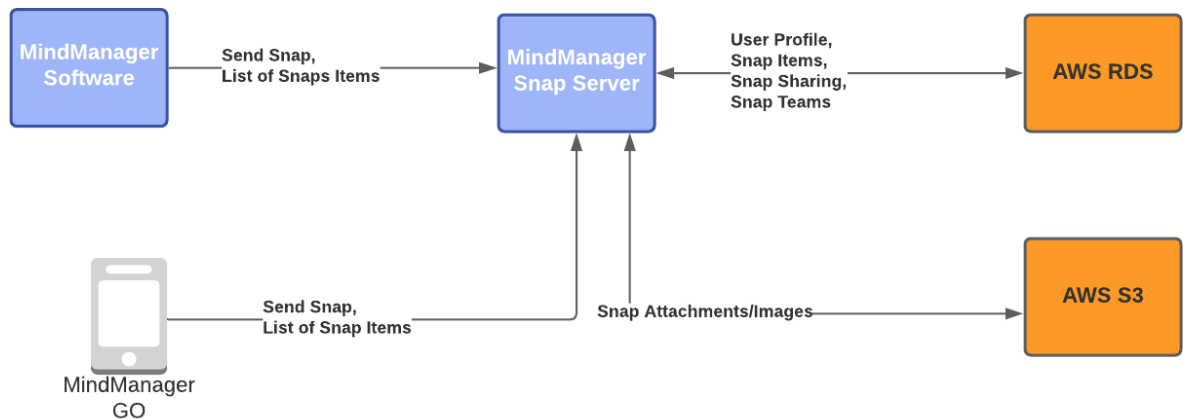 MindManager
Software
Send Snap,
List of Snaps Items
MindManager
Snap Server
User Profile,
Snap Items,
Snap Sharing,
Snap Teams
AWS RDS
MindManager
GO
Send Snap,
List of Snap Items
Snap Attachments/Images
AWS S3